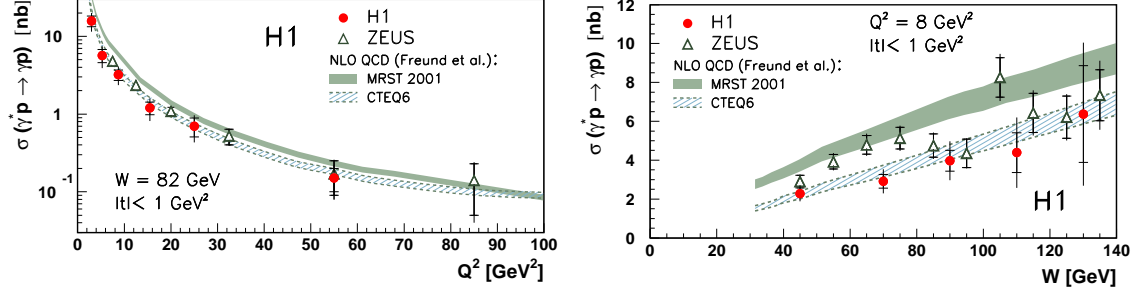 σ (γ* p → γp) [nb]
10
1
10 -1
H1
H1
ZEUS
NLO QCD (Freund et al.):
MRST 2001
CTEQ6
W = 82 GeV
|t|< 1 GeV²
0 10 20 30 40 50 60 70 80 90 100
Q² [GeV²]
σ (γ* p → γp) [nb]
12
10
8
6
4
2
0
H1
ZEUS
NLO QCD (Freund et al.):
MRST 2001
CTEQ6
Q² = 8 GeV²
|t|< 1 GeV²
H1
0 20 40 60 80 100 120 140
W [GeV]